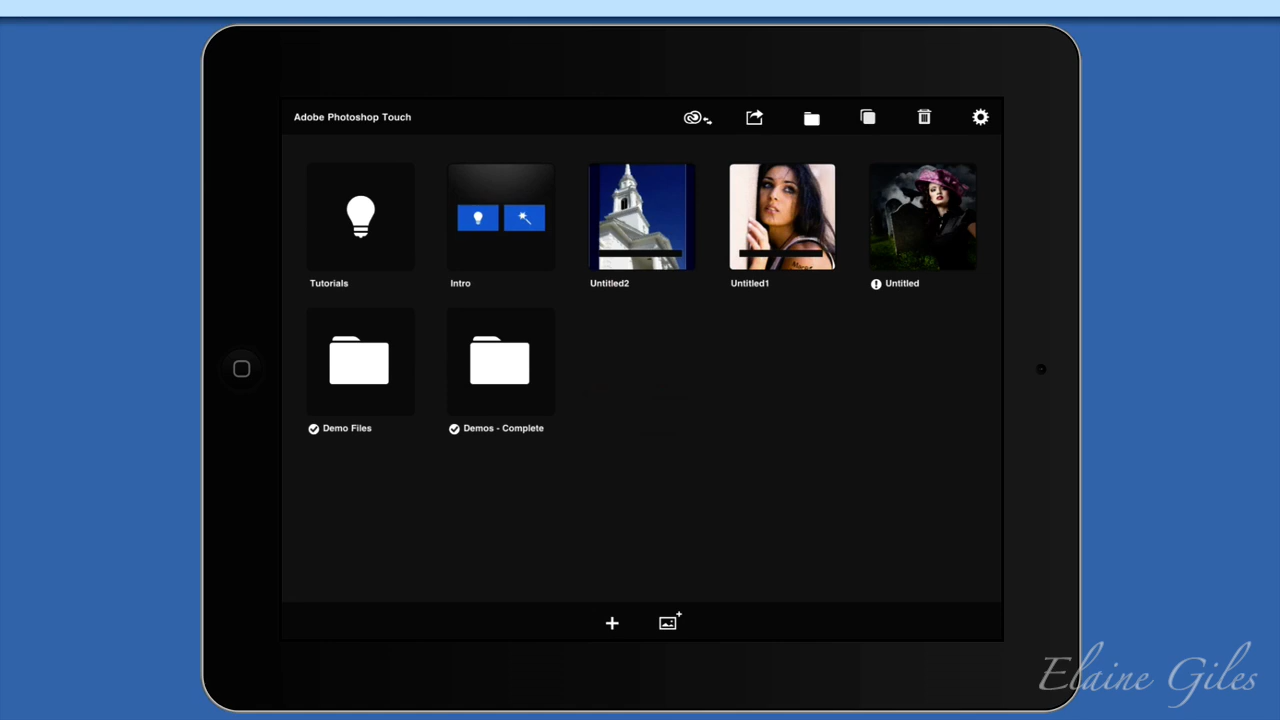 Adobe Photoshop Touch
Tutorials
Intro
Untitled2
Untitled1
Untitled
Demo Files
Demos - Complete
Elaine Giles